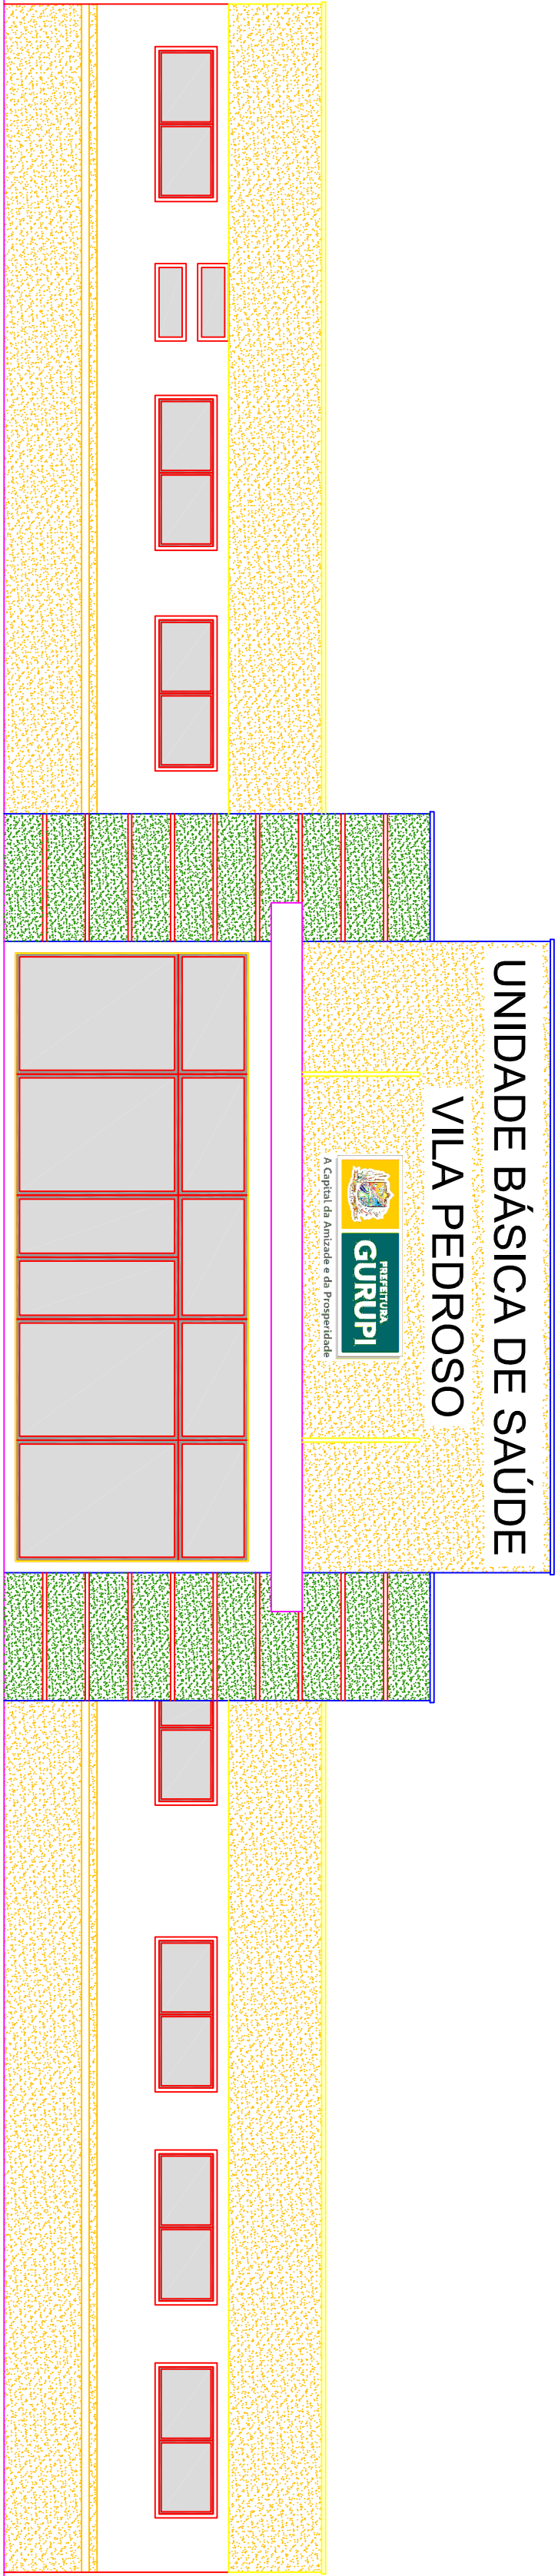 UNIDADE BÁSICA DE SAÚDE
VILA PEDROSO
PREFEITURA
GURUPI
A Capital da Amizade e da Prosperidade